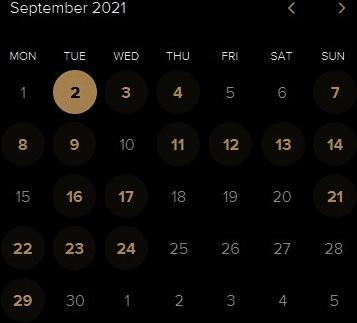 September 2021
MON TUE WED THU FRI SAT SUN
1 2 3 4 5 6 7
8 9 10 11 12 13 14
15 16 17 18 19 20 21
22 23 24 25 26 27 28
29 30 1 2 3 4 5